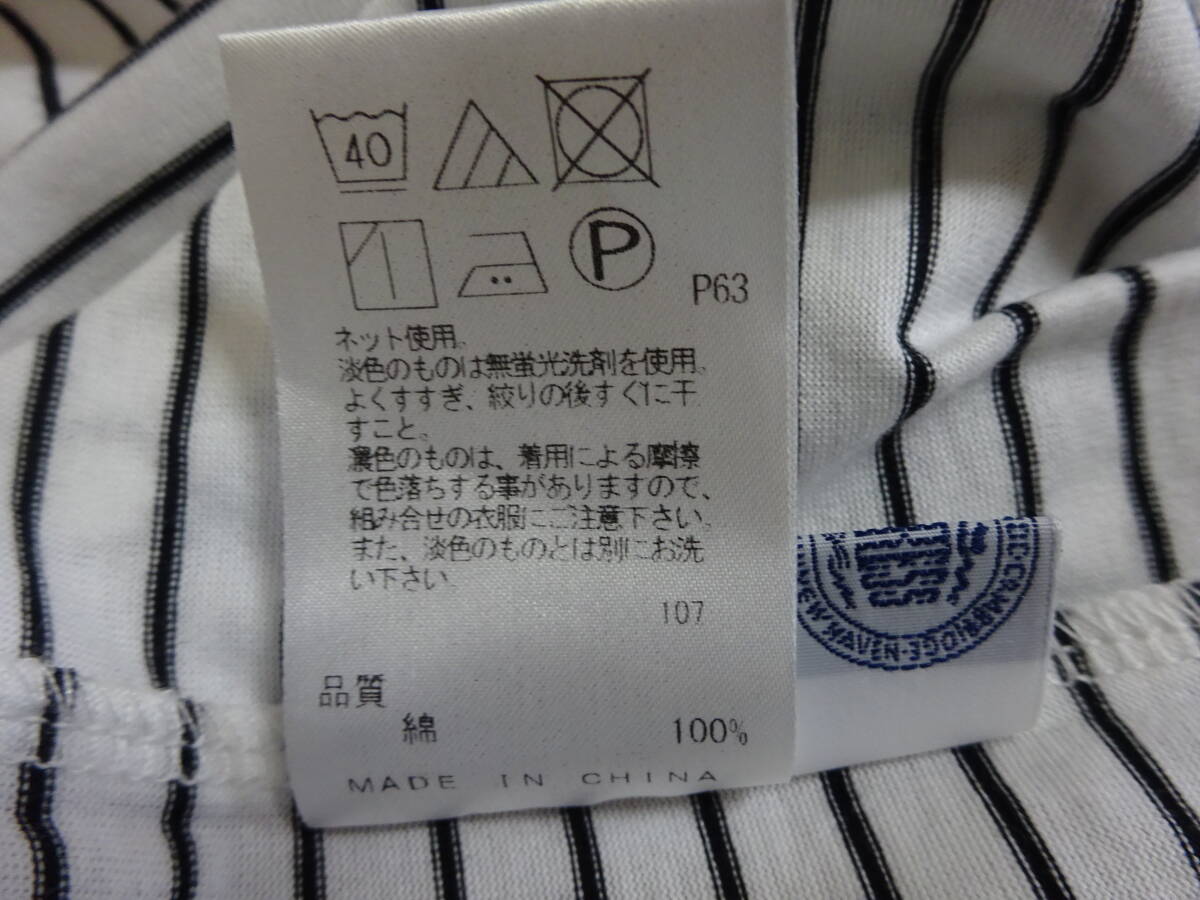 40
P
P63
ネット使用。
淡色のものは無蛍光洗剤を使用。
よくすすぎ、絞りの後すぐに干
すこと。
濃色のものは、着用による摩擦
で色落ちする事がありますので、
組み合せの衣服にご注意下さい。
また、淡色のものとは別にお洗
い下さい
107
品質
綿 100%
MADE IN CHINA
NEW HAVEN-CAMBRIDGE